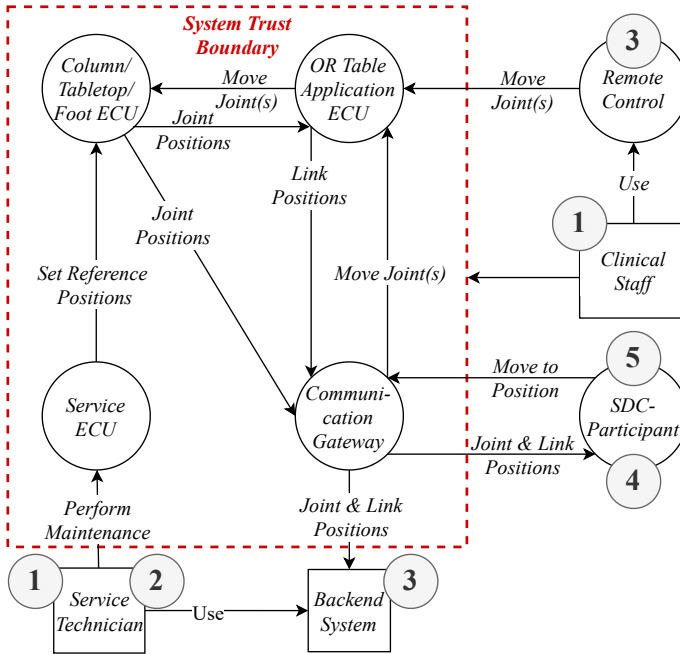 System Trust
Boundary
Column/
Tabletop/
Foot ECU
Move
Joint(s)
OR Table
Application
ECU
Move
Joint(s)
3
Remote
Control
Joint
Positions
Link
Positions
Use
Joint
Positions
1
Clinical
Staff
Set Reference
Positions
Move Joint(s)
5
Move to
Position
Service
ECU
Communi-
cation
Gateway
SDC-
Participant
Joint & Link
Positions
4
Perform
Maintenance
Joint & Link
Positions
1
2
Service
Technician
Use
3
Backend
System